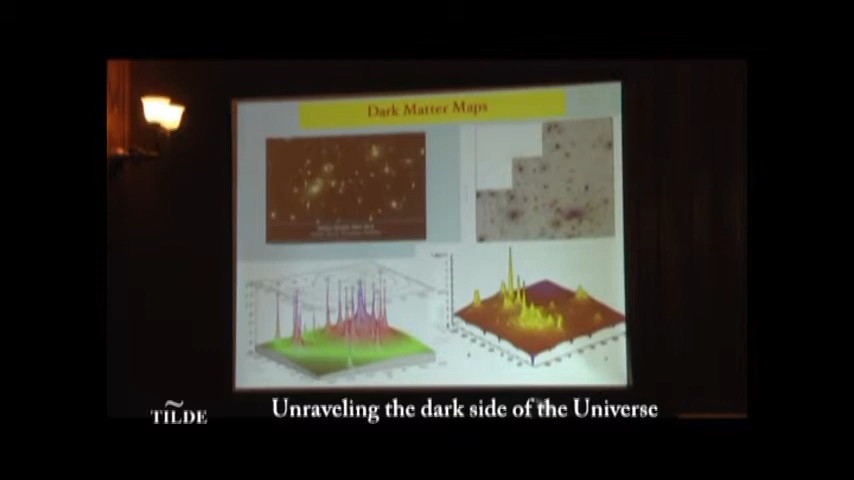 Dark Matter Maps
TILDE
Unraveling the dark side of the Universe